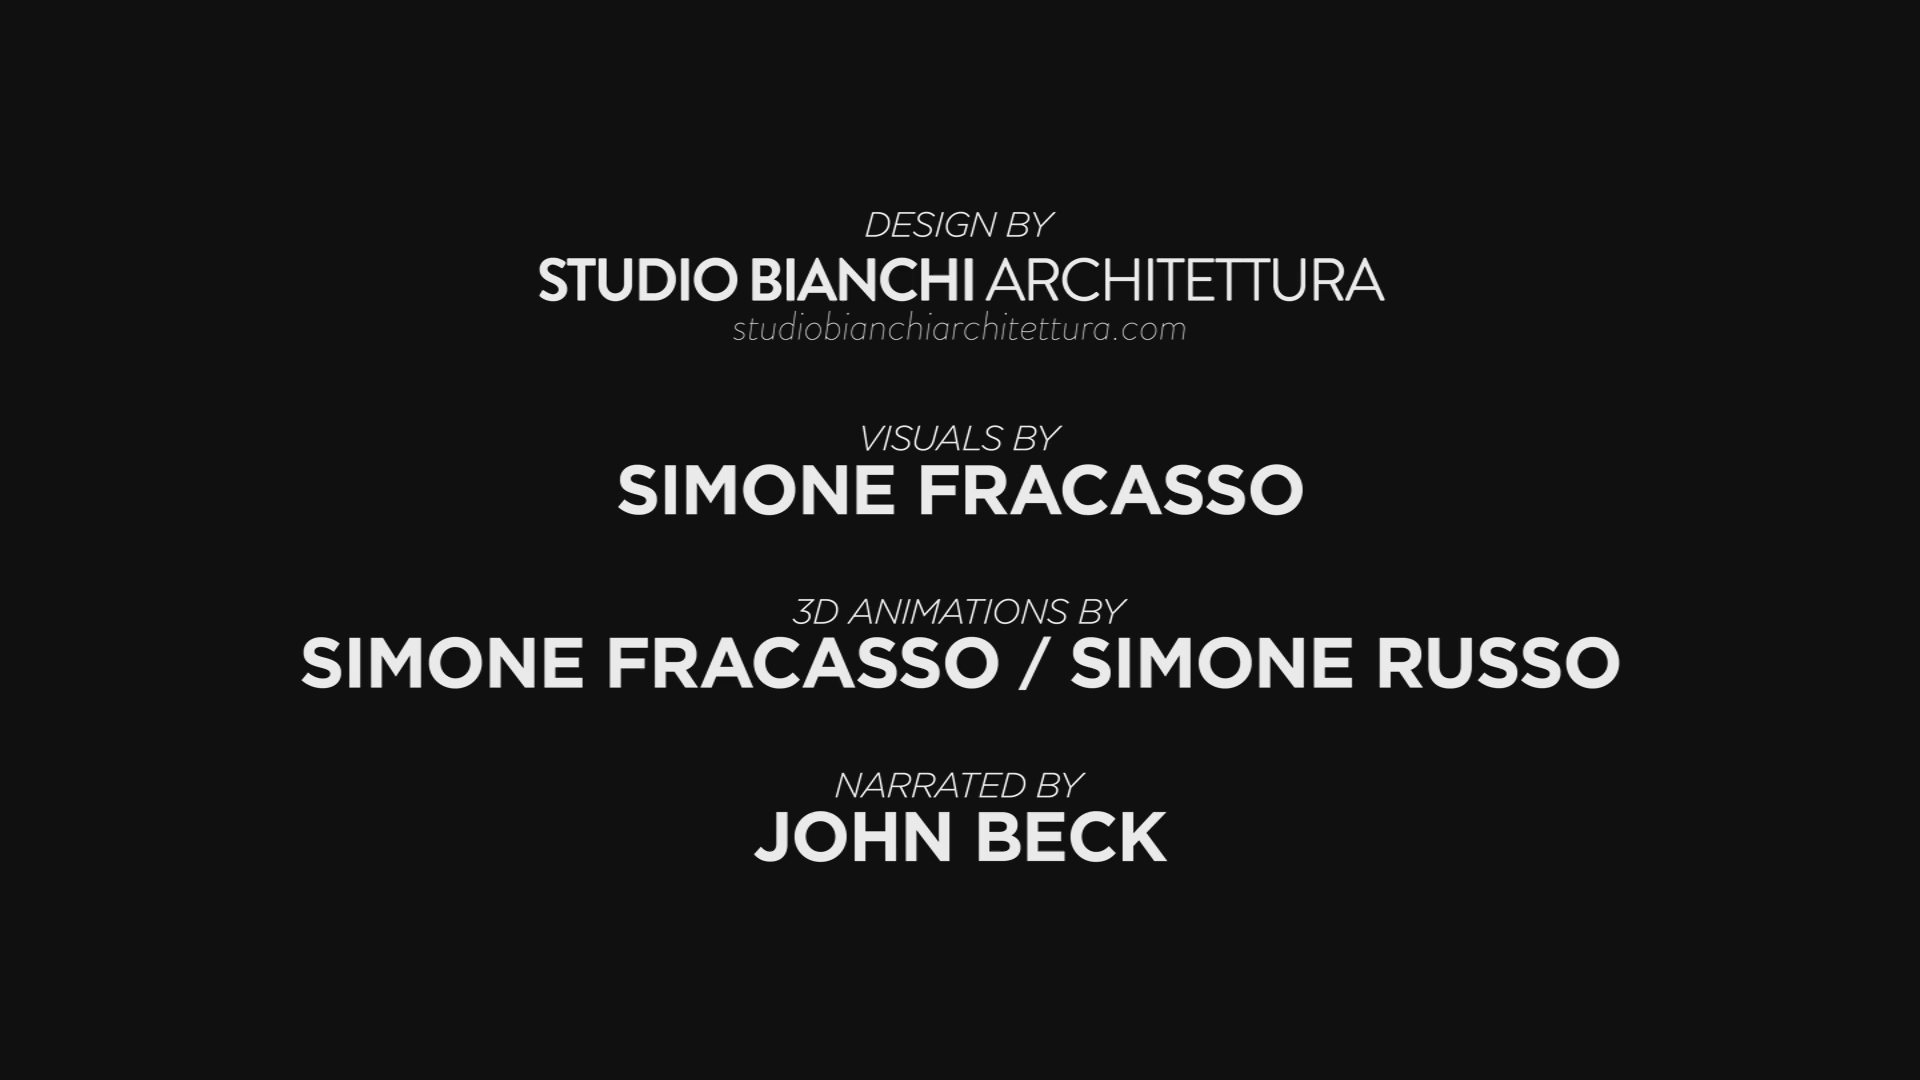 DESIGN BY
STUDIO BIANCHI ARCHITETTURA
studiobianchiarchitettura.com
VISUALS BY
SIMONE FRACASSO
3D ANIMATIONS BY
SIMONE FRACASSO / SIMONE RUSSO
NARRATED BY
JOHN BECK